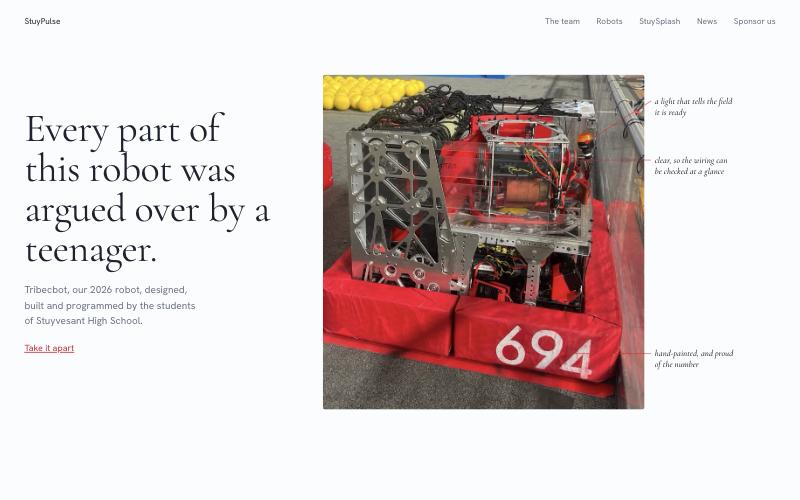 StuyPulse
The team
Robots
StuySplash
News
Sponsor us
Every part of
this robot was
argued over by a
teenager.
Tribecbot, our 2026 robot, designed,
built and programmed by the students
of Stuyvesant High School.
Take it apart
a light that tells the field
it is ready
clear, so the wiring can
be checked at a glance
694
hand-painted, and proud
of the number